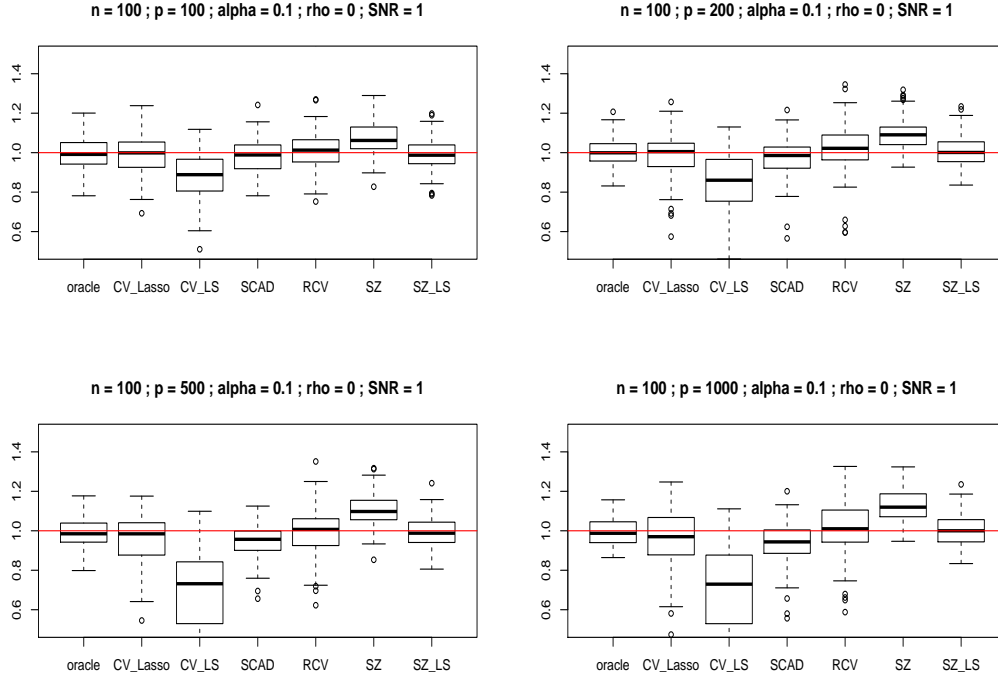 n = 100 ; p = 100 ; alpha = 0.1 ; rho = 0 ; SNR = 1
1.4
1.2
1.0
0.8
0.6
oracle CV_Lasso CV_LS SCAD RCV SZ SZ_LS
n = 100 ; p = 200 ; alpha = 0.1 ; rho = 0 ; SNR = 1
1.4
1.2
1.0
0.8
0.6
oracle CV_Lasso CV_LS SCAD RCV SZ SZ_LS
n = 100 ; p = 500 ; alpha = 0.1 ; rho = 0 ; SNR = 1
1.4
1.2
1.0
0.8
0.6
oracle CV_Lasso CV_LS SCAD RCV SZ SZ_LS
n = 100 ; p = 1000 ; alpha = 0.1 ; rho = 0 ; SNR = 1
1.4
1.2
1.0
0.8
0.6
oracle CV_Lasso CV_LS SCAD RCV SZ SZ_LS